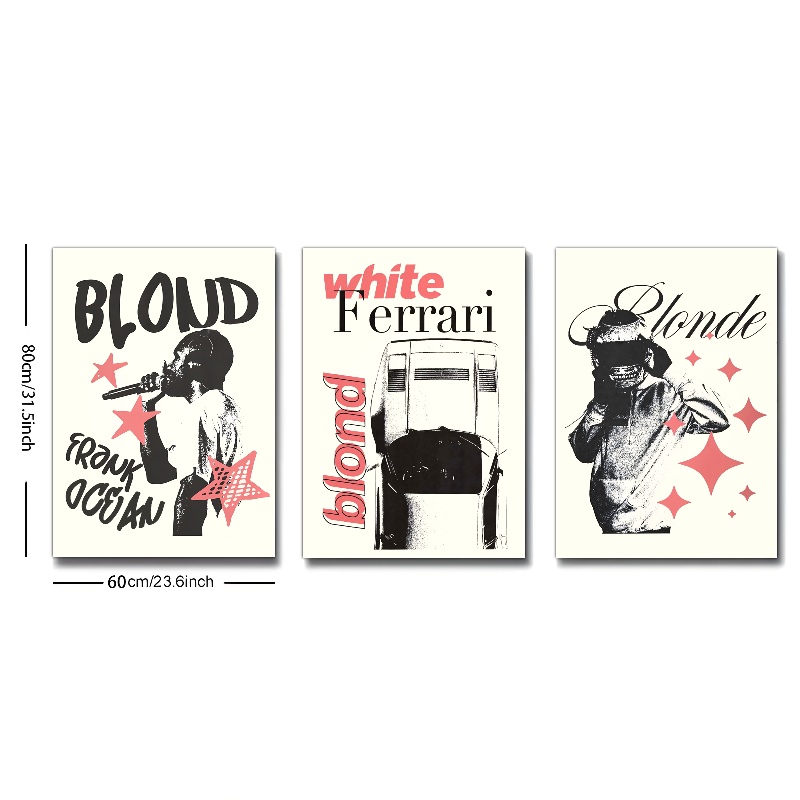 80cm/31.5inch
BLOND
FRANK
OCEAN
60cm/23.6inch
white
Ferrari
blond
Blonde